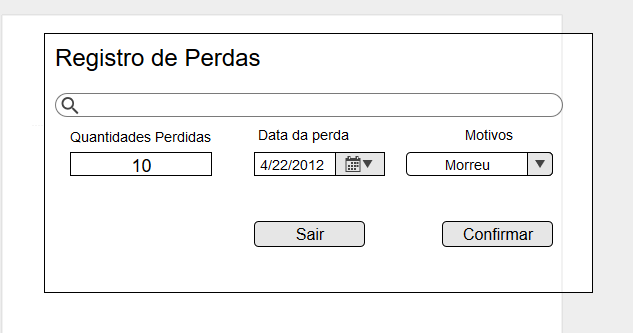 Registro de Perdas
Quantidades Perdidas
Data da perda
Motivos
10
4/22/2012
Morreu
Sair
Confirmar